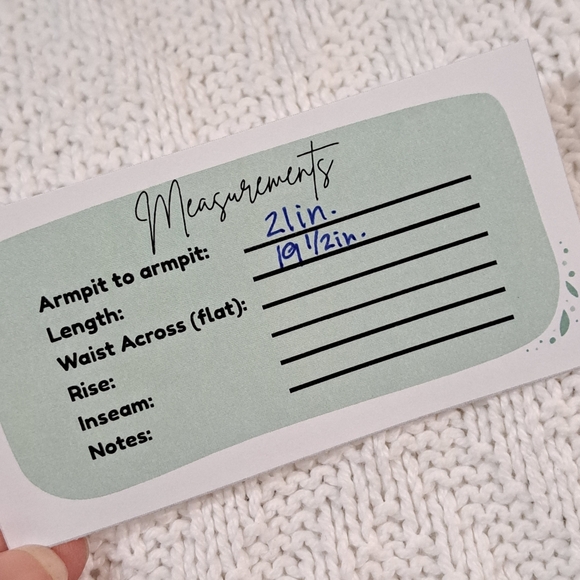 Measurements
Armpit to armpit: 21in.
Length: 19 1/2in.
Waist Across (flat):
Rise:
Inseam:
Notes: